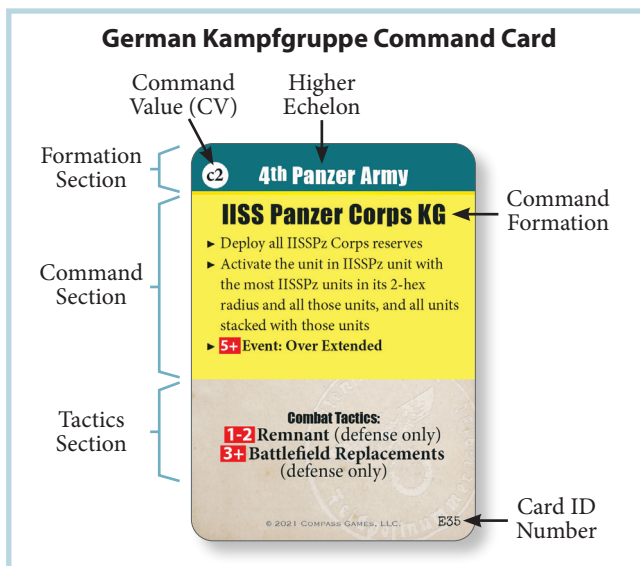 German Kampfgruppe Command Card
Command
Value (CV)
Higher
Echelon
Formation
Section
c2
4th Panzer Army
IISS Panzer Corps KG
Command
Formation
Command
Section
► Deploy all IISSPz Corps reserves
► Activate the unit in IISSPz unit with
the most IISSPz units in its 2-hex
radius and all those units, and all units
stacked with those units
► 5+ Event: Over Extended
Tactics
Section
Combat Tactics:
1-2 Remnant (defense only)
3+ Battlefield Replacements
(defense only)
© 2021 Compass Games, LLC.
E35
Card ID
Number